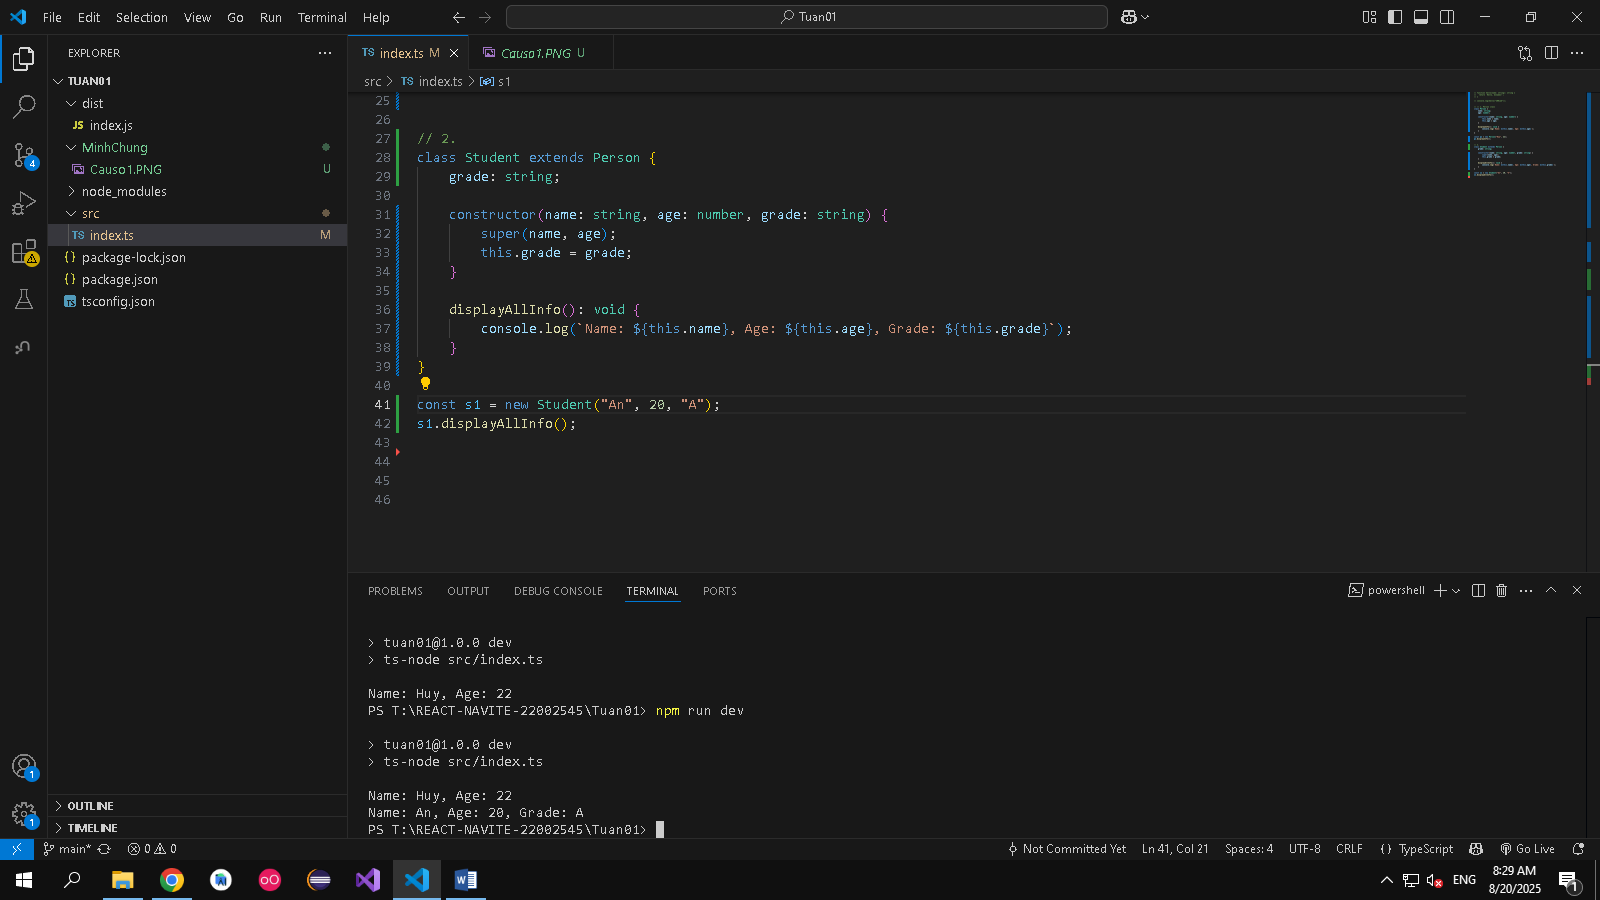 File Edit Selection View Go Run Terminal Help
Tuan01
EXPLORER
TUAN01
dist
JS index.js
MinhChung
Causo1.PNG U
node_modules
src
TS index.ts M
{} package-lock.json
{} package.json
TS tsconfig.json
OUTLINE
TIMELINE
4
1
1
TS index.ts M
Causo1.PNG U
src > TS index.ts > s1
25
26
27 // 2.
28 class Student extends Person {
29 grade: string;
30
31 constructor(name: string, age: number, grade: string) {
32 super(name, age);
33 this.grade = grade;
34 }
35
36 displayAllInfo(): void {
37 console.log(`Name: ${this.name}, Age: ${this.age}, Grade: ${this.grade}`);
38 }
39 }
40
41 const s1 = new Student("An", 20, "A");
42 s1.displayAllInfo();
43
44
45
46
PROBLEMS OUTPUT DEBUG CONSOLE TERMINAL PORTS
powershell
> tuan01@1.0.0 dev
> ts-node src/index.ts
Name: Huy, Age: 22
PS T:\REACT-NAVITE-22002545\Tuan01> npm run dev
> tuan01@1.0.0 dev
> ts-node src/index.ts
Name: Huy, Age: 22
Name: An, Age: 20, Grade: A
PS T:\REACT-NAVITE-22002545\Tuan01>
main* 0 0 Not Committed Yet Ln 41, Col 21 Spaces: 4 UTF-8 CRLF {} TypeScript Go Live
ENG
8:29 AM
8/20/2025
1